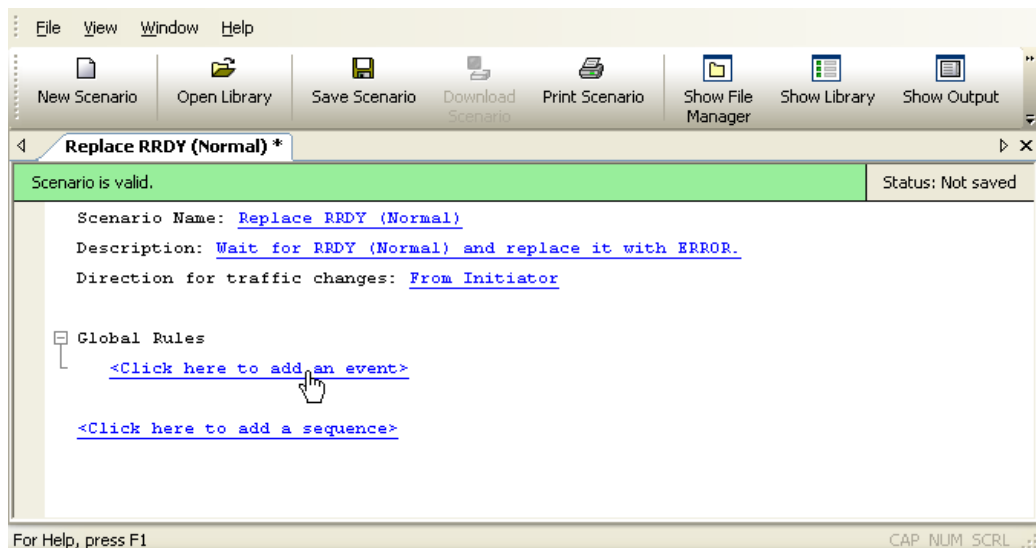 File View Window Help
New Scenario Open Library Save Scenario Download Scenario Print Scenario Show File Manager Show Library Show Output
Replace RRDY (Normal) *
Scenario is valid. Status: Not saved
Scenario Name: Replace RRDY (Normal)
Description: Wait for RRDY (Normal) and replace it with ERROR.
Direction for traffic changes: From Initiator
Global Rules
<Click here to add an event>
<Click here to add a sequence>
For Help, press F1 CAP NUM SCRL